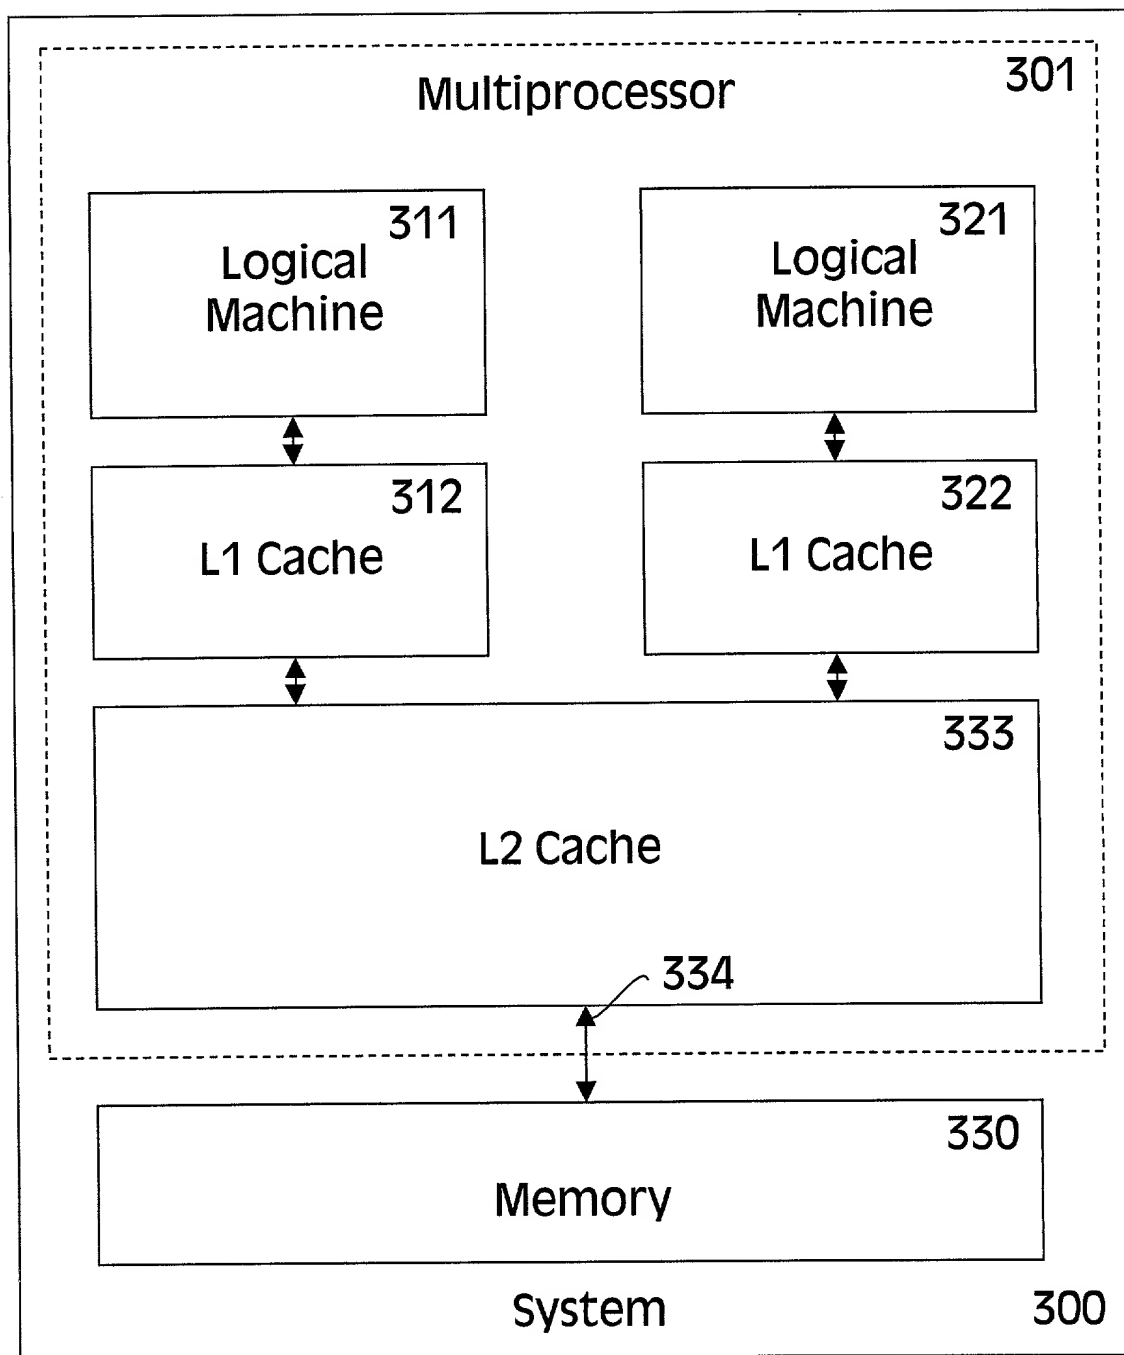 301
Multiprocessor
311
Logical
Machine
321
Logical
Machine
312
L1 Cache
322
L1 Cache
333
L2 Cache
334
330
Memory
System
300